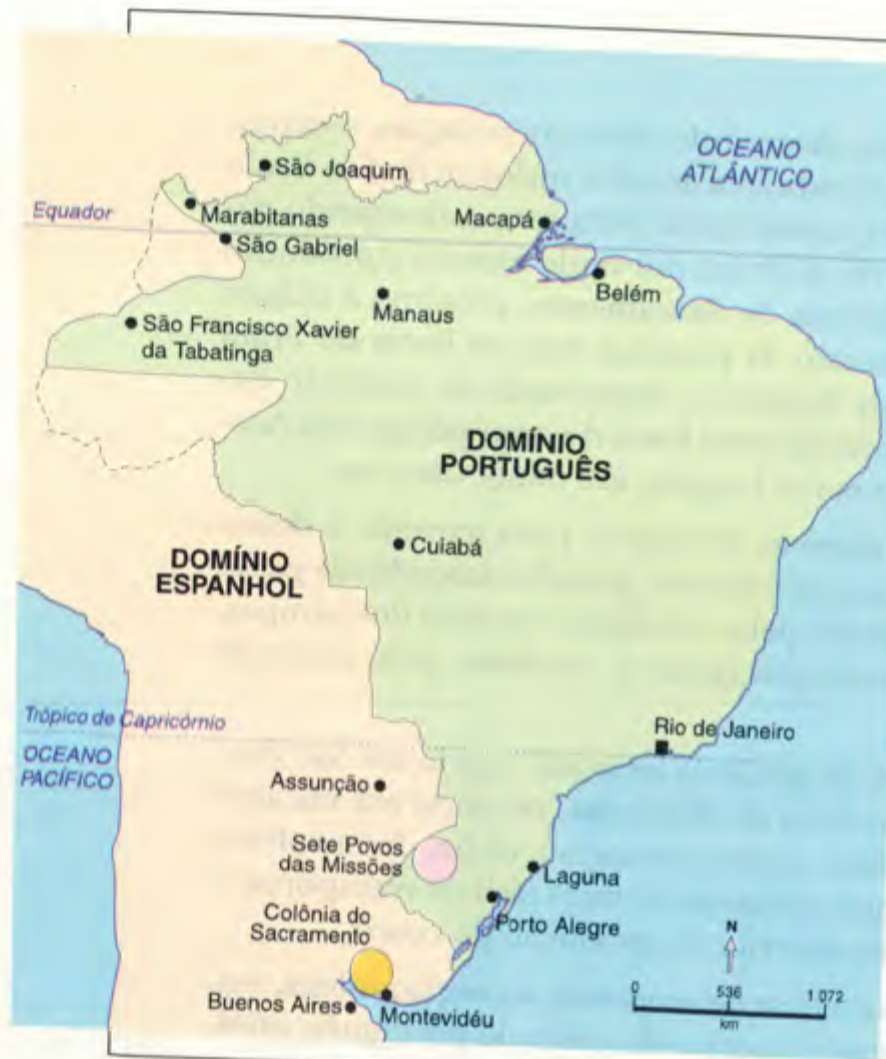 OCEANO
ATLÂNTICO
São Joaquim
Equador
Marabitanas
Macapá
São Gabriel
Belém
Manaus
São Francisco Xavier
da Tabatinga
DOMÍNIO
PORTUGUÊS
Cuiabá
DOMÍNIO
ESPANHOL
Trópico de Capricórnio
OCEANO
PACÍFICO
Rio de Janeiro
Assunção
Sete Povos
das Missões
Laguna
Colônia do
Sacramento
Porto Alegre
N
0 536 1 072
km
Buenos Aires
Montevidéu